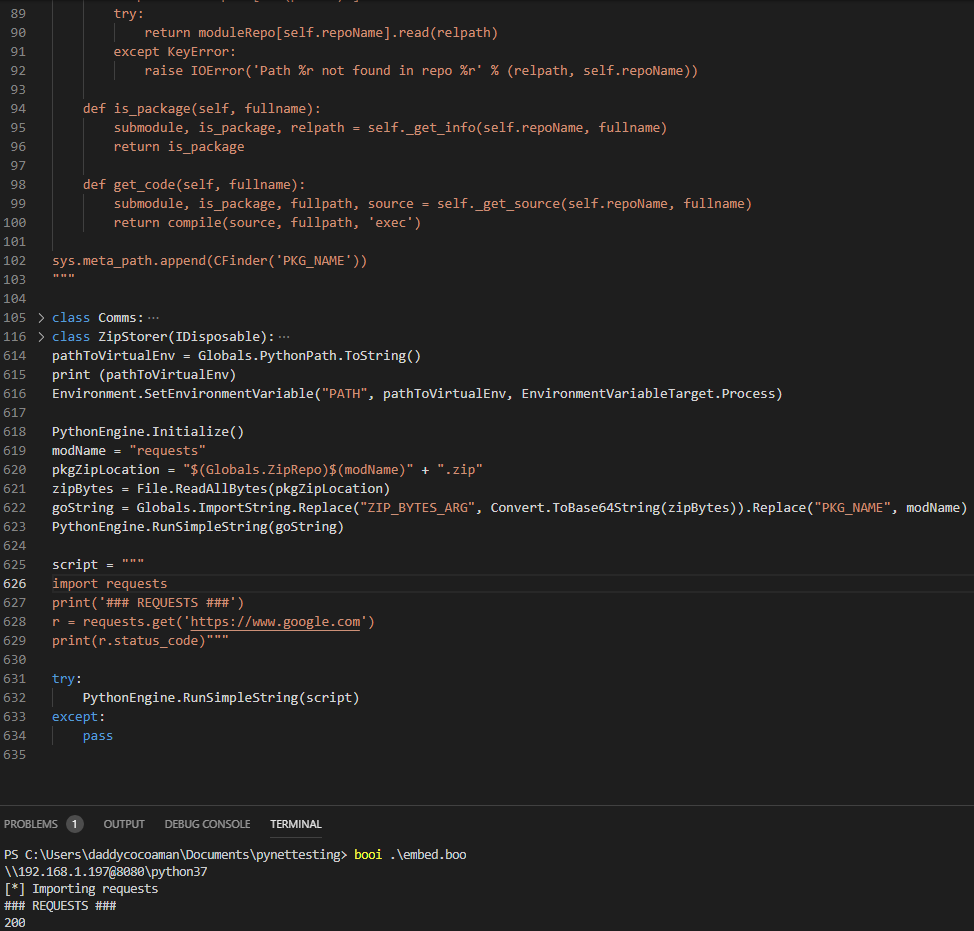 89 try:
90 return moduleRepo[self.repoName].read(relpath)
91 except KeyError:
92 raise IOError('Path %r not found in repo %r' % (relpath, self.repoName))
93
94 def is_package(self, fullname):
95 submodule, is_package, relpath = self._get_info(self.repoName, fullname)
96 return is_package
97
98 def get_code(self, fullname):
99 submodule, is_package, fullpath, source = self._get_source(self.repoName, fullname)
100 return compile(source, fullpath, 'exec')
101
102 sys.meta_path.append(CFinder('PKG_NAME'))
103 """
104
105 > class Comms: ...
116 > class ZipStorer(IDisposable): ...
614 pathToVirtualEnv = Globals.PythonPath.ToString()
615 print (pathToVirtualEnv)
616 Environment.SetEnvironmentVariable("PATH", pathToVirtualEnv, EnvironmentVariableTarget.Process)
617
618 PythonEngine.Initialize()
619 modName = "requests"
620 pkgZipLocation = "$(Globals.ZipRepo)$(modName)" + ".zip"
621 zipBytes = File.ReadAllBytes(pkgZipLocation)
622 goString = Globals.ImportString.Replace("ZIP_BYTES_ARG", Convert.ToBase64String(zipBytes)).Replace("PKG_NAME", modName)
623 PythonEngine.RunSimpleString(goString)
624
625 script = """
626 import requests
627 print('### REQUESTS ###')
628 r = requests.get('https://www.google.com')
629 print(r.status_code)"""
630
631 try:
632 PythonEngine.RunSimpleString(script)
633 except:
634 pass
635
PROBLEMS 1 OUTPUT DEBUG CONSOLE TERMINAL
PS C:\Users\daddycocoaman\Documents\pynettesting> booi .\embed.boo
\\192.168.1.197@8080\python37
[*] Importing requests
### REQUESTS ###
200